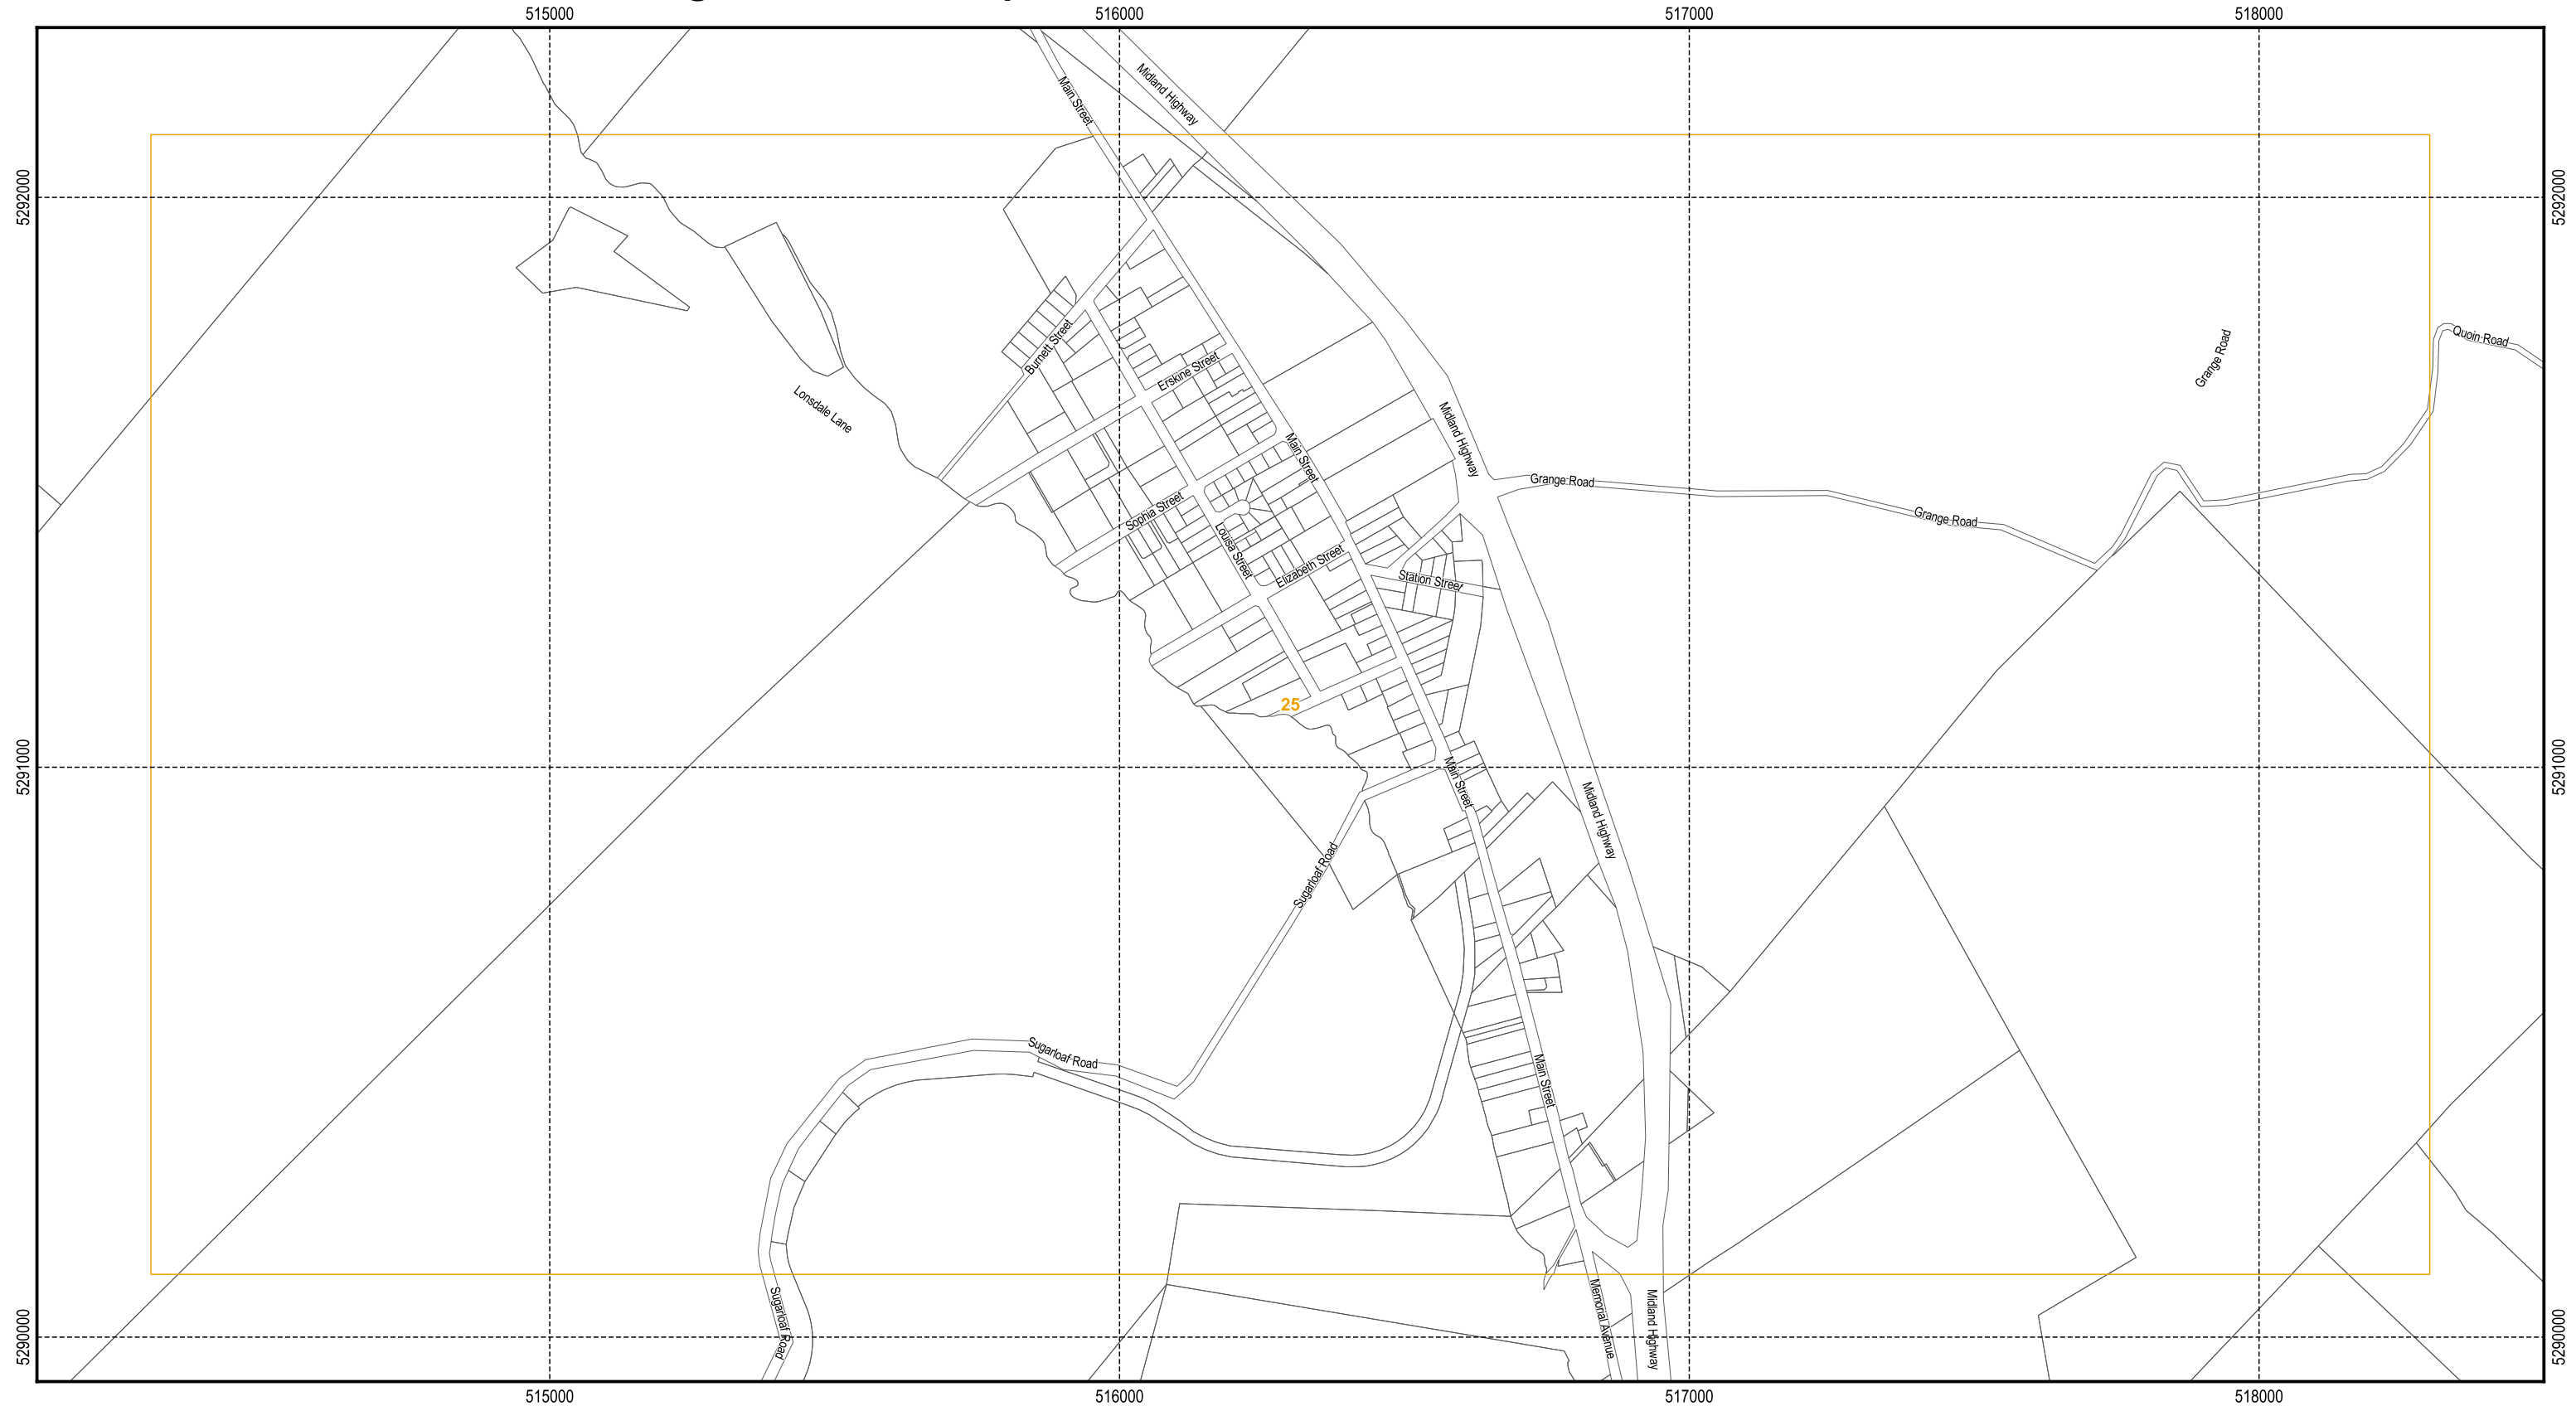 515000
516000
517000
518000
Main Street
Midland Highway
5292000
5292000
Burnett Street
Erskine Street
Grange Road
Quoin Road
Lonsdale Lane
Midland Highway
Main Street
Grange Road
Sophia Street
Grange Road
Louisa Street
Elizabeth Street
Station Street
25
5291000
5291000
Main Street
Midland Highway
Sugarloaf Road
Sugarloaf Road
Main Street
Sugarloaf Road
Memorial Avenue
Midland Highway
5290000
5290000
515000
516000
517000
518000